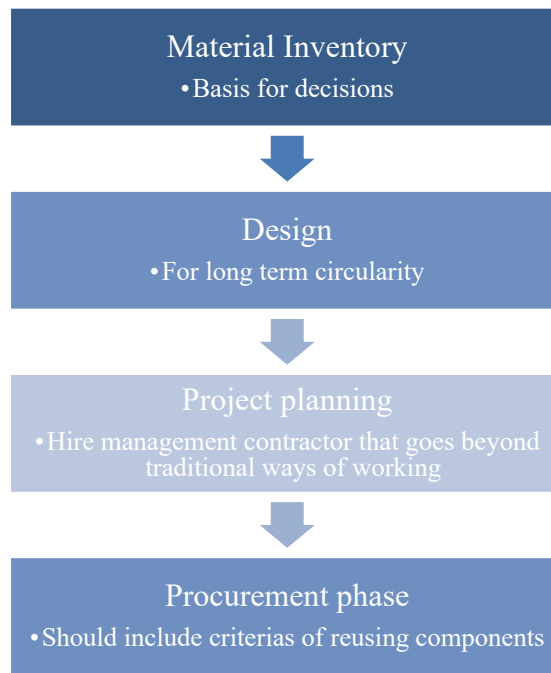 Material Inventory
•Basis for decisions
Design
•For long term circularity
Project planning
•Hire management contractor that goes beyond
traditional ways of working
Procurement phase
•Should include criterias of reusing components